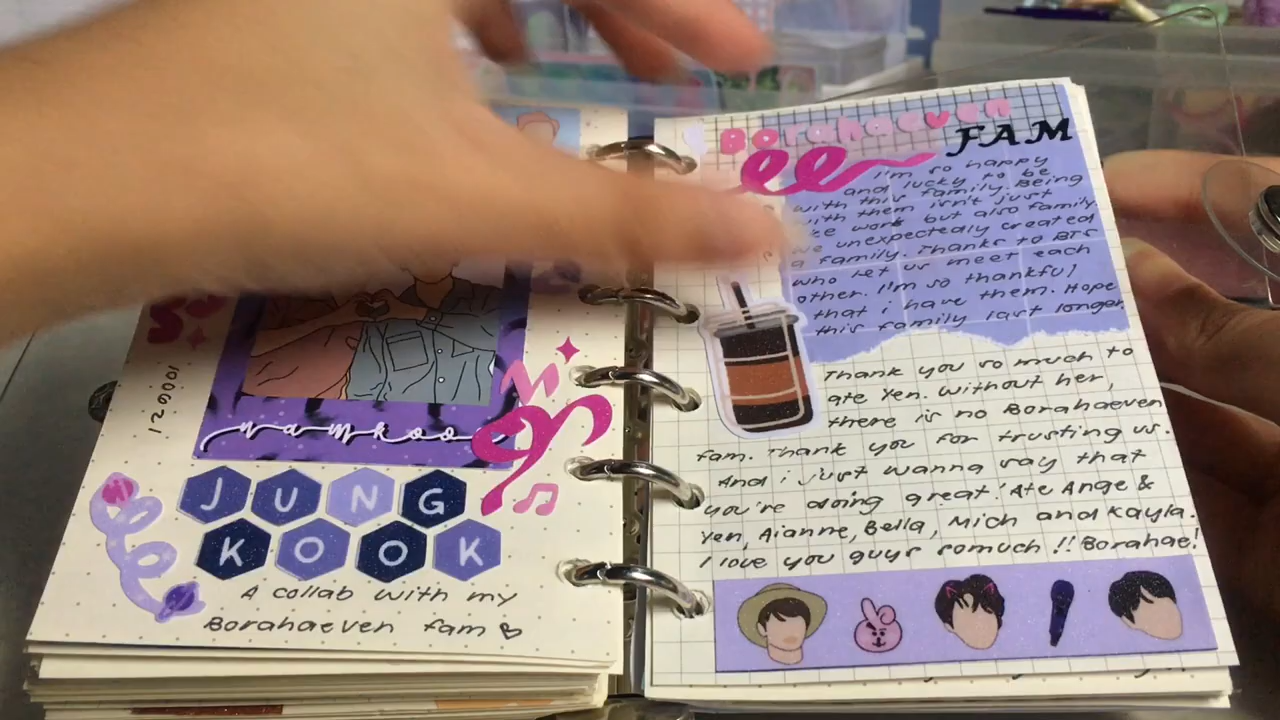 120001
namkoo
JUNG
KOOK
A collab with my
Borahaeven fam
Borahaeven
FAM
I'm so happy
and lucky to be
with this family. Being
with them isn't just
like work but also family.
we unexpectedly created
a family. Thanks to BTS
who let us meet each
other. I'm so thankful
that i have them. Hope
this family last longer.
Thank you so much to
ate Yen. Without her,
there is no Borahaeven
fam. Thank you for trusting us.
And i just wanna say that
you're doing great! Ate Ange &
Yen, Aianne, Bella, Mich and Kayla.
I love you guys somuch !! Borahae!